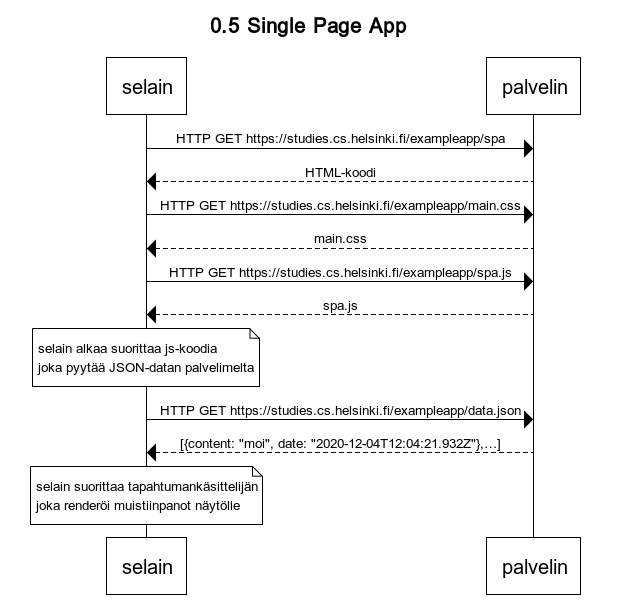 0.5 Single Page App
selain
palvelin
HTTP GET https://studies.cs.helsinki.fi/exampleapp/spa
HTML-koodi
HTTP GET https://studies.cs.helsinki.fi/exampleapp/main.css
main.css
HTTP GET https://studies.cs.helsinki.fi/exampleapp/spa.js
spa.js
selain alkaa suorittaa js-koodia
joka pyytää JSON-datan palvelimelta
HTTP GET https://studies.cs.helsinki.fi/exampleapp/data.json
[{content: "moi", date: "2020-12-04T12:04:21.932Z"},...]
selain suorittaa tapahtumankäsittelijän
joka renderöi muistiinpanot näytölle
selain
palvelin